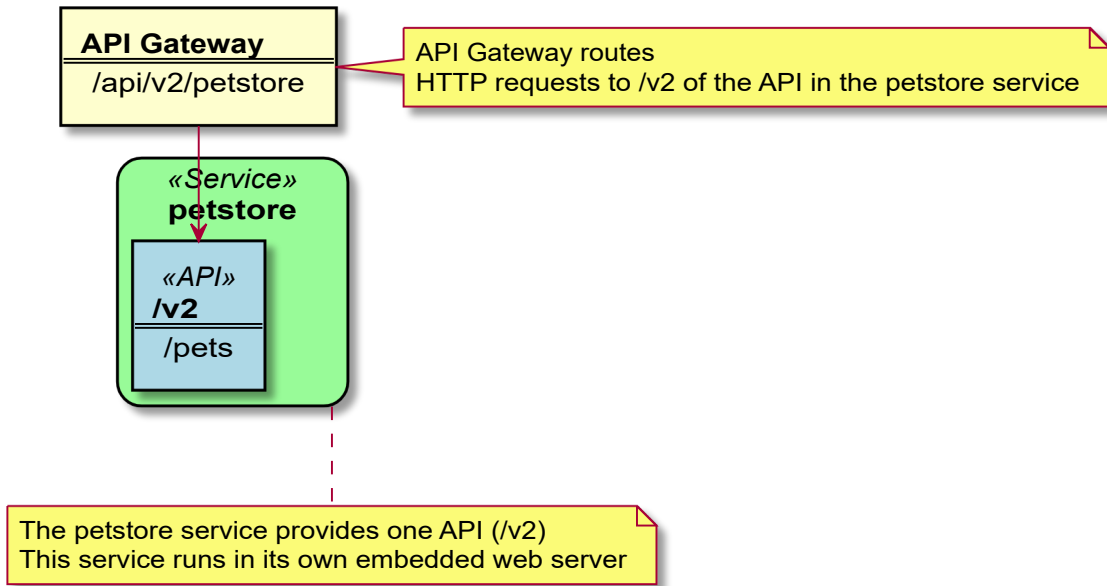 API Gateway
/api/v2/petstore
API Gateway routes
HTTP requests to /v2 of the API in the petstore service
«Service»
petstore
«API»
/v2
/pets
The petstore service provides one API (/v2)
This service runs in its own embedded web server